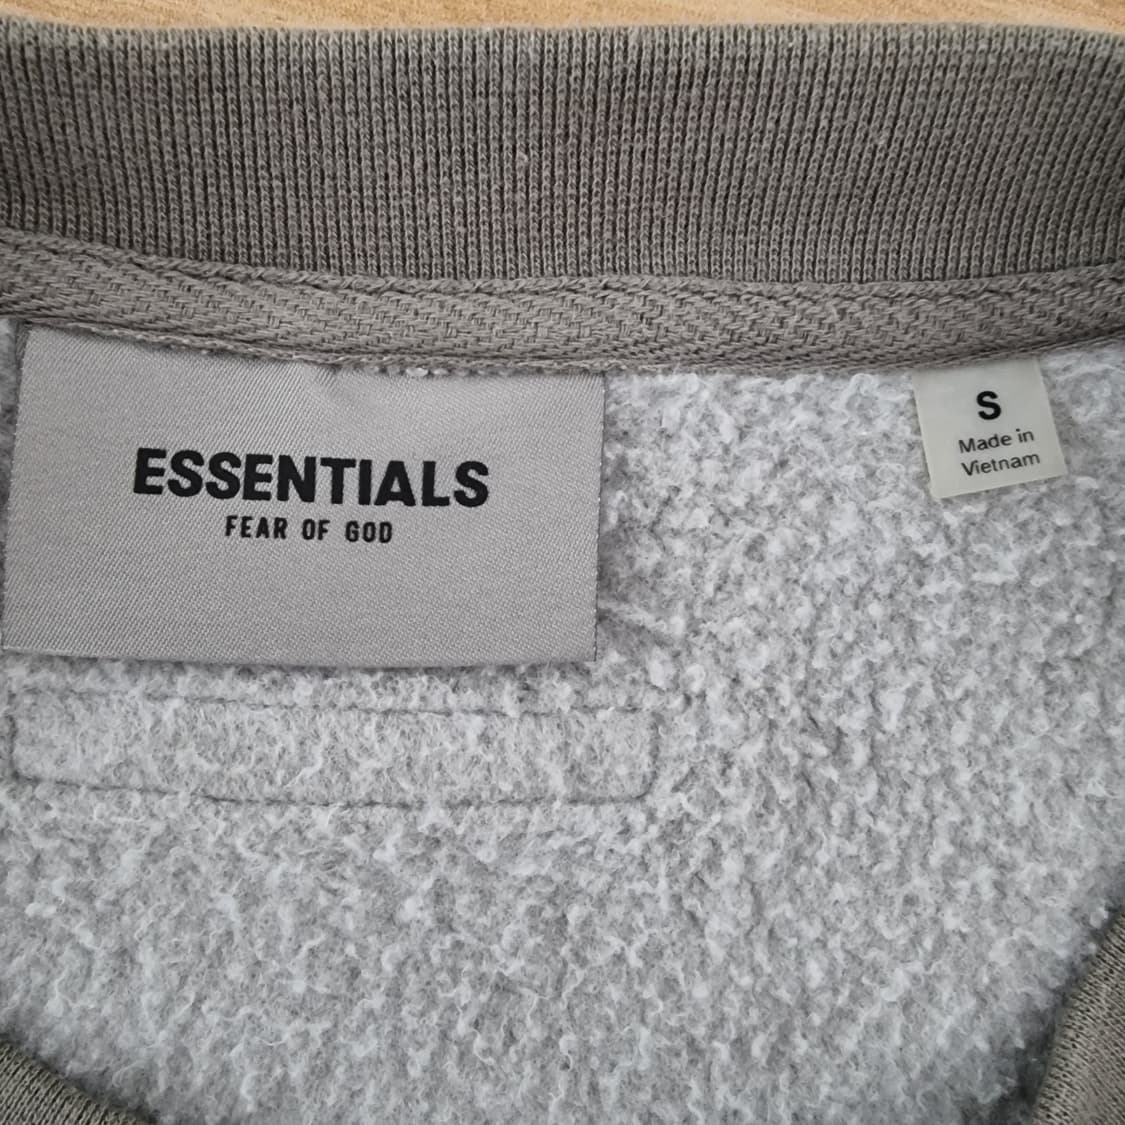 ESSENTIALS
FEAR OF GOD
S
Made in
Vietnam